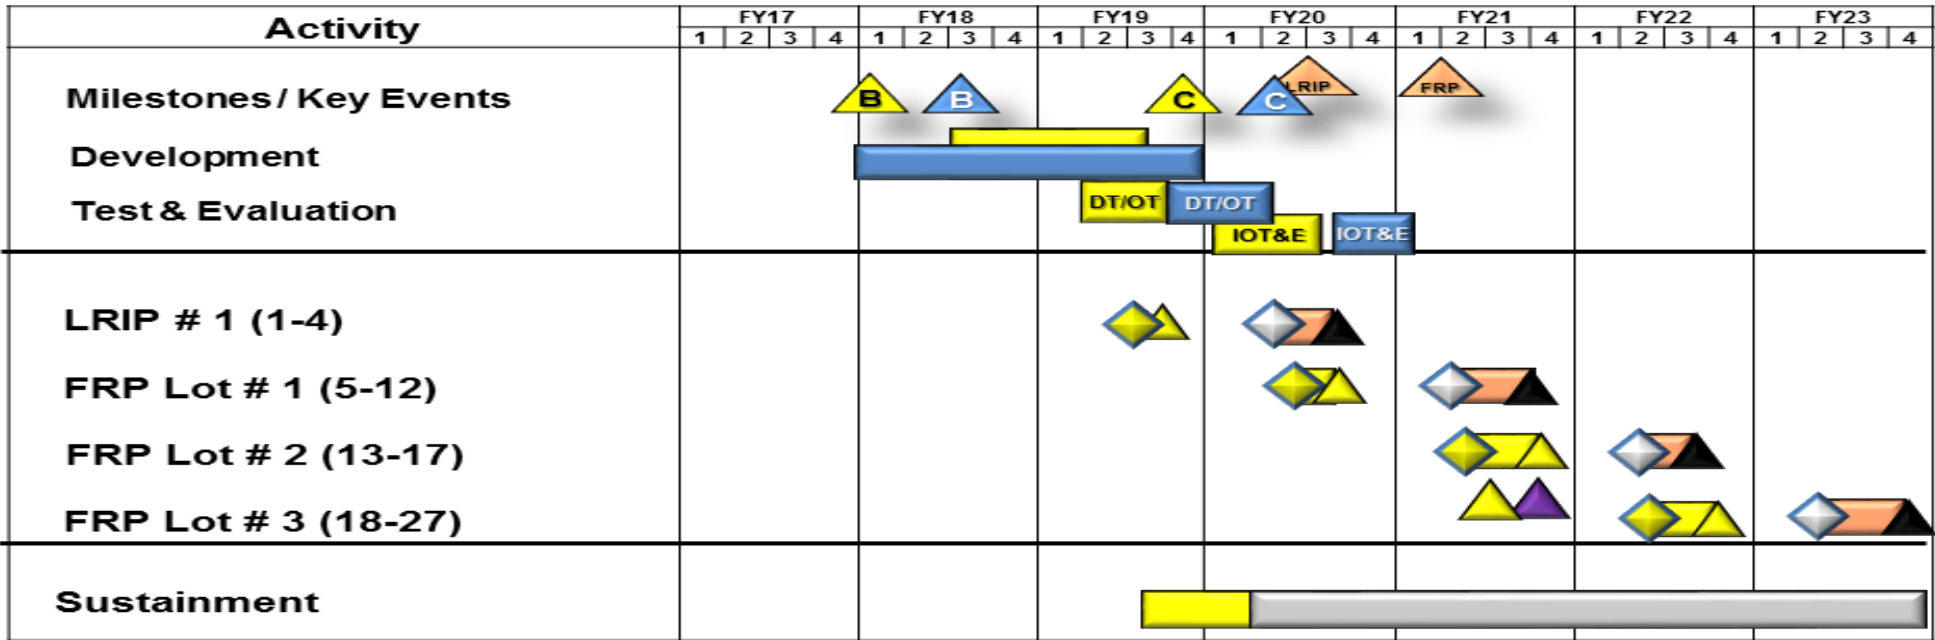 Activity
FY17 FY18 FY19 FY20 FY21 FY22 FY23
1 2 3 4 1 2 3 4 1 2 3 4 1 2 3 4 1 2 3 4 1 2 3 4 1 2 3 4
Milestones / Key Events B B C C LRIP FRP
Development
Test & Evaluation DT/OT DT/OT
IOT&E IOT&E
LRIP # 1 (1-4)
FRP Lot # 1 (5-12)
FRP Lot # 2 (13-17)
FRP Lot # 3 (18-27)
Sustainment